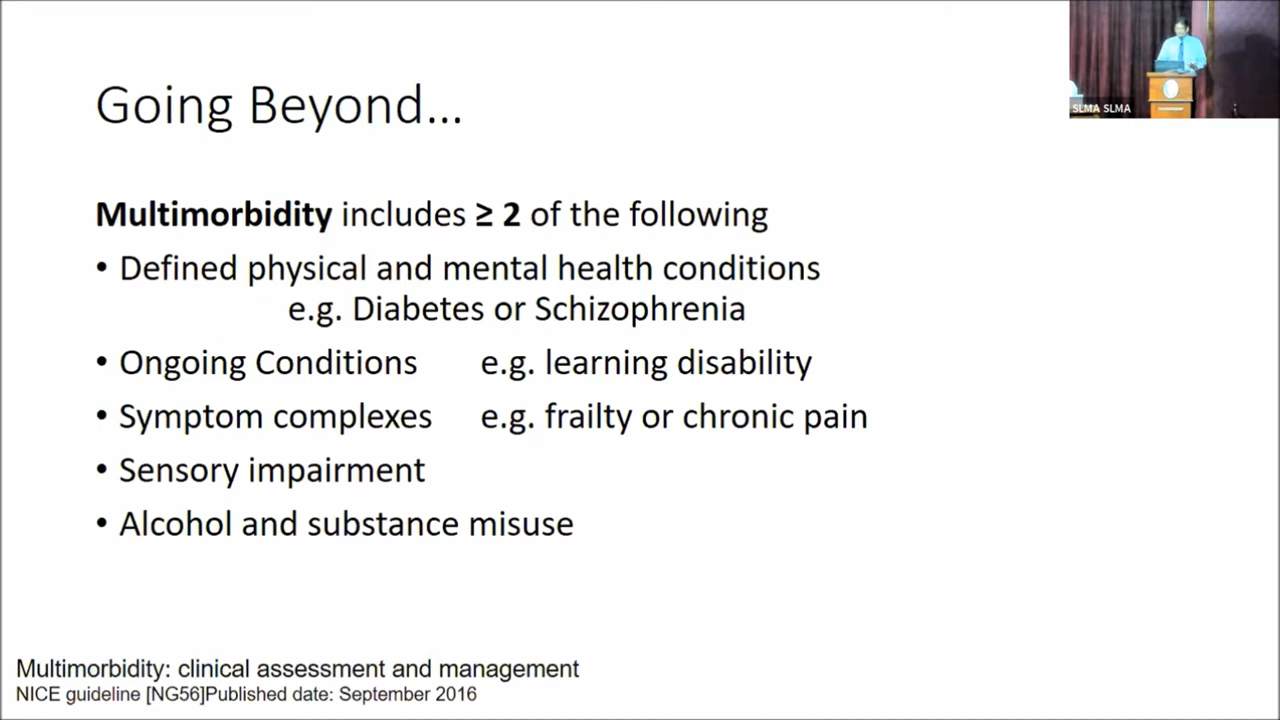 Going Beyond...
Multimorbidity includes ≥ 2 of the following
• Defined physical and mental health conditions
e.g. Diabetes or Schizophrenia
• Ongoing Conditions e.g. learning disability
• Symptom complexes e.g. frailty or chronic pain
• Sensory impairment
• Alcohol and substance misuse
Multimorbidity: clinical assessment and management
NICE guideline [NG56]Published date: September 2016
SLMA SLMA